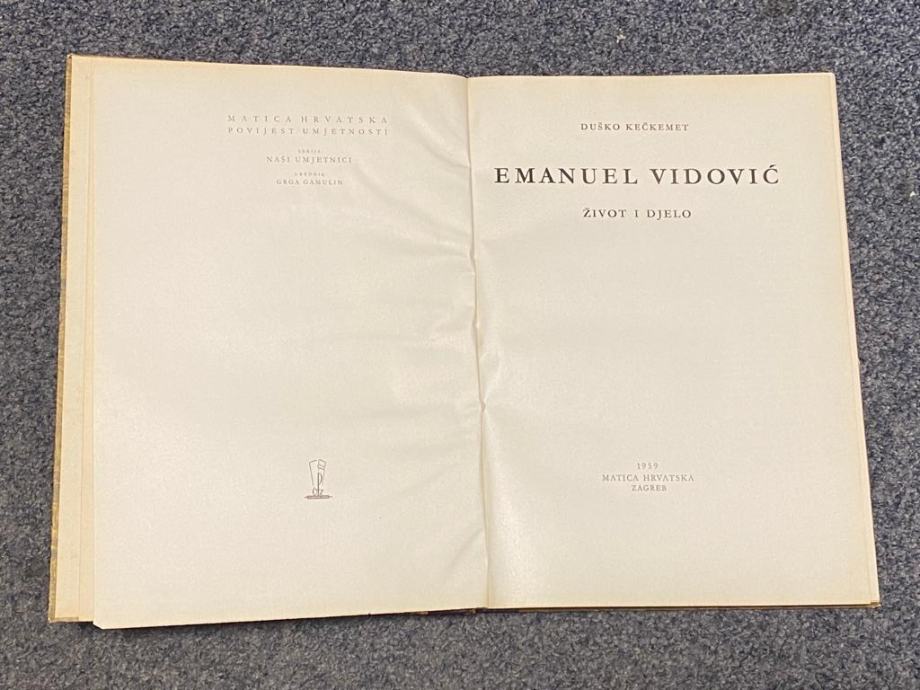 MATICA HRVATSKA
POVIJEST UMJETNOSTI
SERIJA
NAŠI UMJETNICI
UREDNIK
GRGA GAMULIN
DUŠKO KEČKEMET
EMANUEL VIDOVIĆ
ŽIVOT I DJELO
1959
MATICA HRVATSKA
ZAGREB